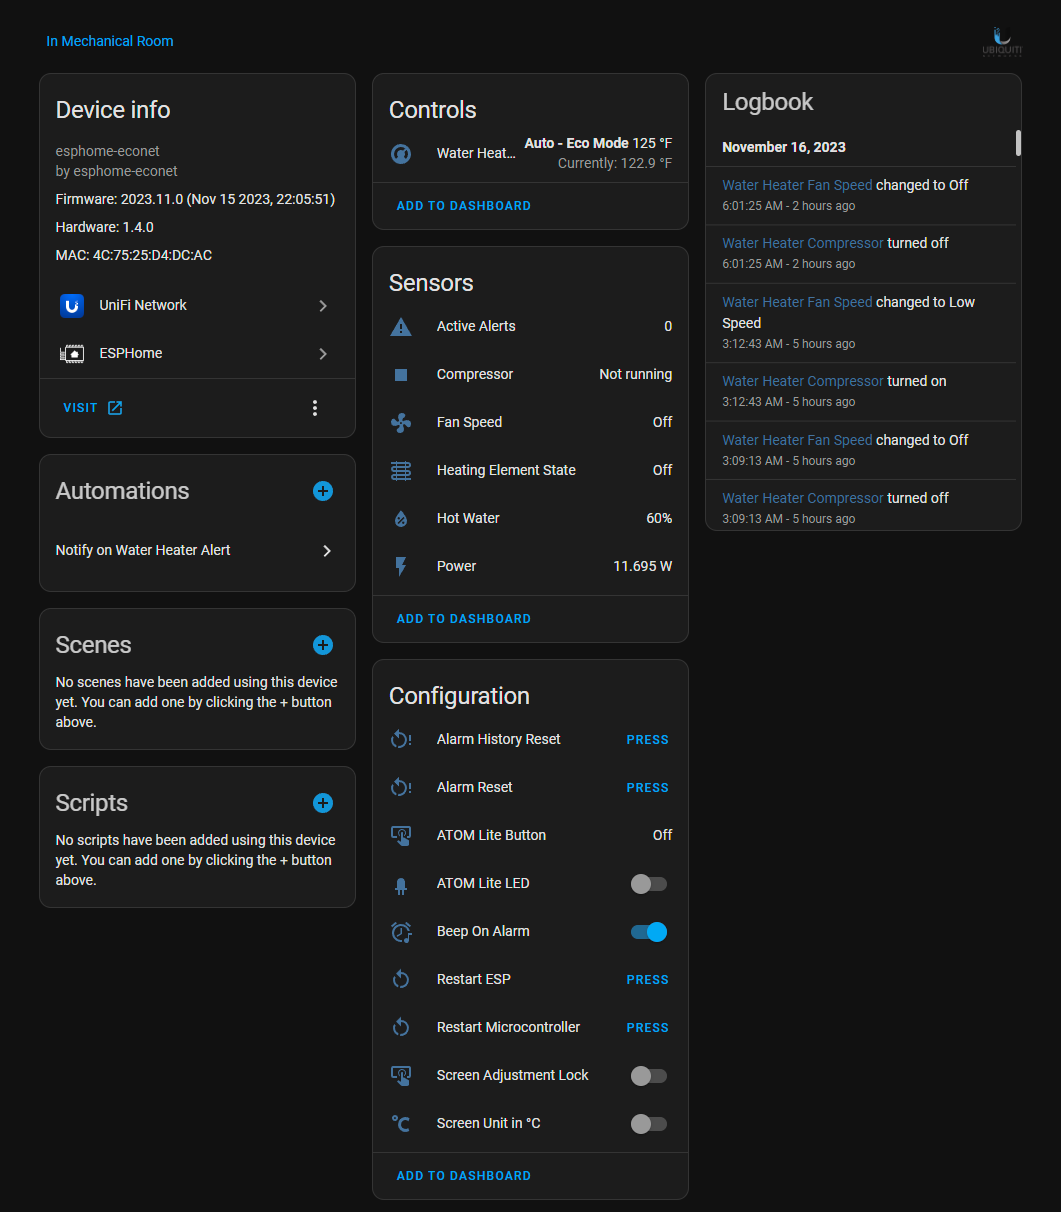 In Mechanical Room
UBIQUITI
NETWORKS
Device info
esphome-econet
by esphome-econet
Firmware: 2023.11.0 (Nov 15 2023, 22:05:51)
Hardware: 1.4.0
MAC: 4C:75:25:D4:DC:AC
UniFi Network
ESPHome
VISIT
Automations
Notify on Water Heater Alert
Scenes
No scenes have been added using this device
yet. You can add one by clicking the + button
above.
Scripts
No scripts have been added using this device
yet. You can add one by clicking the + button
above.
Controls
Water Heat... Auto - Eco Mode 125 °F
Currently: 122.9 °F
ADD TO DASHBOARD
Sensors
Active Alerts 0
Compressor Not running
Fan Speed Off
Heating Element State Off
Hot Water 60%
Power 11.695 W
ADD TO DASHBOARD
Configuration
Alarm History Reset PRESS
Alarm Reset PRESS
ATOM Lite Button Off
ATOM Lite LED
Beep On Alarm
Restart ESP PRESS
Restart Microcontroller PRESS
Screen Adjustment Lock
°C Screen Unit in °C
ADD TO DASHBOARD
Logbook
November 16, 2023
Water Heater Fan Speed changed to Off
6:01:25 AM - 2 hours ago
Water Heater Compressor turned off
6:01:25 AM - 2 hours ago
Water Heater Fan Speed changed to Low
Speed
3:12:43 AM - 5 hours ago
Water Heater Compressor turned on
3:12:43 AM - 5 hours ago
Water Heater Fan Speed changed to Off
3:09:13 AM - 5 hours ago
Water Heater Compressor turned off
3:09:13 AM - 5 hours ago